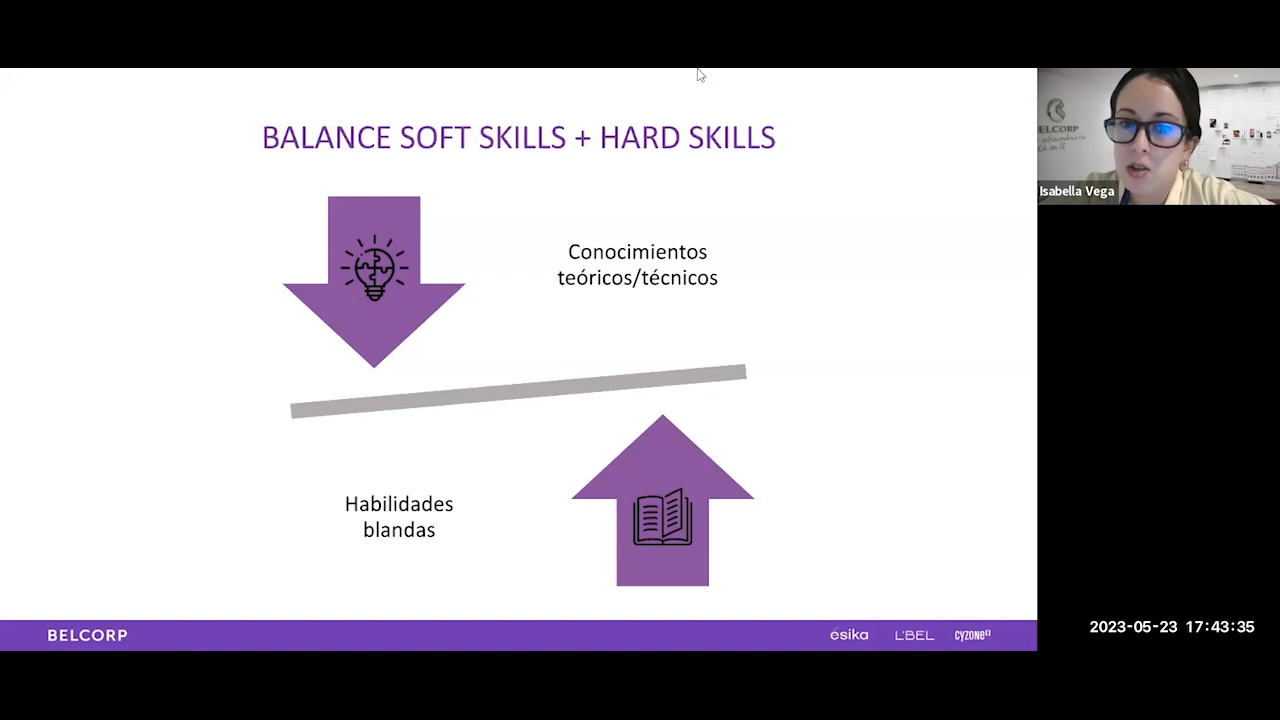 BALANCE SOFT SKILLS + HARD SKILLS
Conocimientos
teóricos/técnicos
Habilidades
blandas
BELCORP
ésika
L'BEL
cyzone
ELCORP
Isabella Vega
2023-05-23 17:43:35